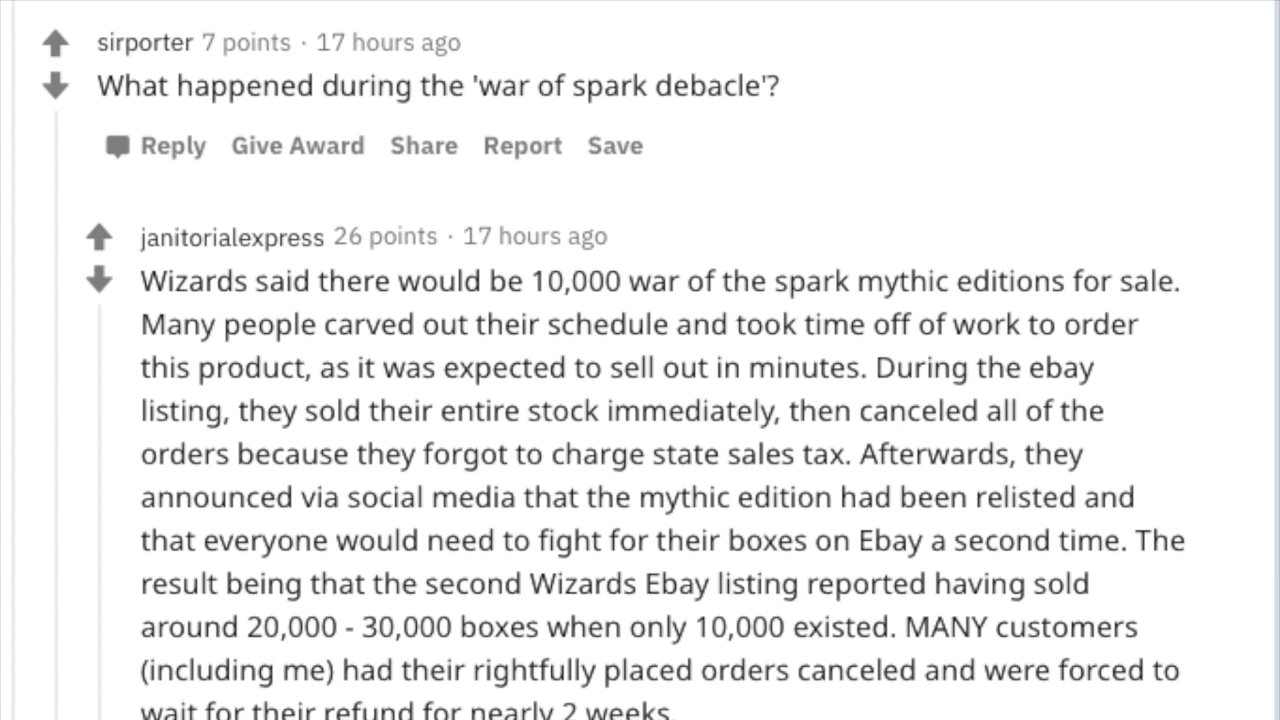 sirporter 7 points · 17 hours ago
What happened during the 'war of spark debacle'?
Reply Give Award Share Report Save
janitorialexpress 26 points · 17 hours ago
Wizards said there would be 10,000 war of the spark mythic editions for sale.
Many people carved out their schedule and took time off of work to order
this product, as it was expected to sell out in minutes. During the ebay
listing, they sold their entire stock immediately, then canceled all of the
orders because they forgot to charge state sales tax. Afterwards, they
announced via social media that the mythic edition had been relisted and
that everyone would need to fight for their boxes on Ebay a second time. The
result being that the second Wizards Ebay listing reported having sold
around 20,000 - 30,000 boxes when only 10,000 existed. MANY customers
(including me) had their rightfully placed orders canceled and were forced to
wait for their refund for nearly 2 weeks.